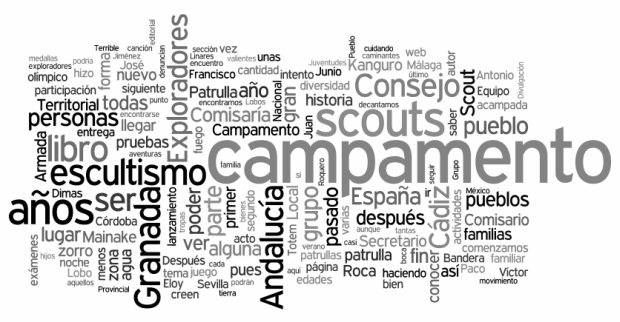 medallas
exploradores
olímpico
participación
Terrible
podría
Jiménez
José
hizo
canción
forma
editorial
denuncian
nuevo
siguiente
Exploradores
sección
Linares
encuentro
vez
Francisco
valientes
cantidad
unas
intento
Juventudes
Junio
Pueblo
cuidando
caminantes
Kanguro
Málaga
último
web
autor
Divulgación
Territorial
todas
punto
Patrulla
año
encontramos
Lobos
Nacional
gran
diversidad
historia
decantamos
Consejo
Scout
Antonio
Equipo
acampada
personas
entrega
llegar
encontrarse
pruebas
aventuras
Comisaría
fuego
Campamento
Juan
scouts
saber
pueblo
Armada
libro
escultismo
familia
campamento
si
Roquero
seguir
Grupo
años
Dimas
ser
Córdoba
Granada
lanzamiento
tropas
poder
parte
primer
bienes
segundo
Andalucía
Totem
Local
grupo
varias
pasado
España
después
aunque
tantas
ir
Cádiz
actividades
México
pueblos
Comisario
familias
exámenes
lugar
hijos
Mainake
zorro
noche
Lobo
aquellos
menos
zona
agua
Provincial
ver
Después
tema
Eloy
creen
cada
juego
Sevilla
tierra
alguna
acto
pues
podrán
aquí
verano
patrullas
edades
casi
página
Roca
Secretario
patrulla
boca
fin
haciendo
bien
conocer
así
comenzamos
Bandera
familiar
Paco
Víctor
movimiento